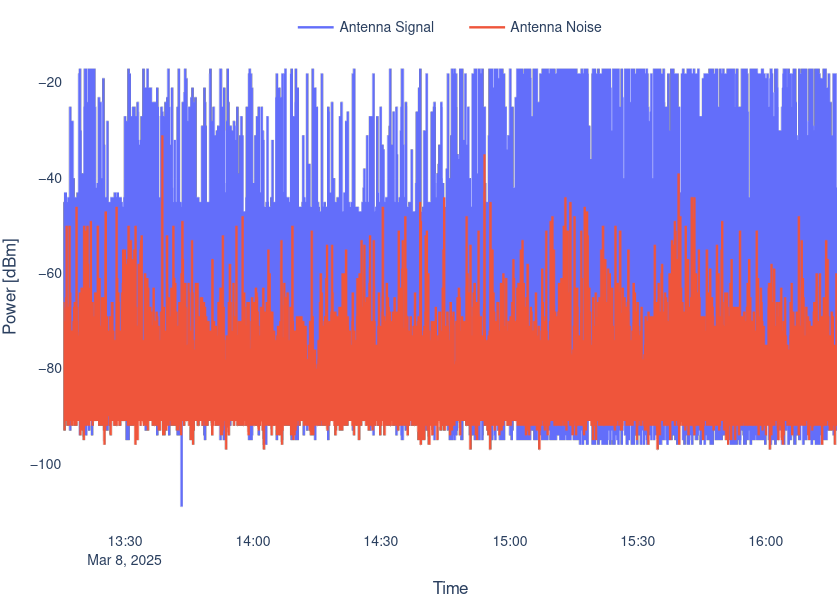 Antenna Signal
Antenna Noise
−20
−40
−60
−80
−100
Power [dBm]
13:30
14:00
14:30
15:00
15:30
16:00
Mar 8, 2025
Time